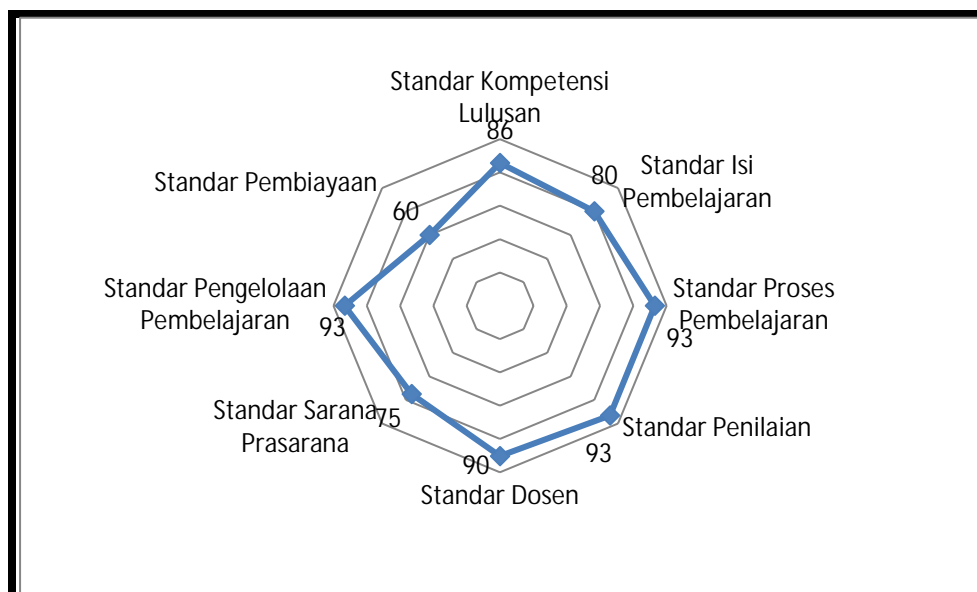 Standar Kompetensi
Lulusan
86
Standar Isi
Pembelajaran
80
Standar Proses
Pembelajaran
93
Standar Penilaian
93
Standar Dosen
90
Standar Sarana
Prasarana
75
Standar Pengelolaan
Pembelajaran
93
Standar Pembiayaan
60